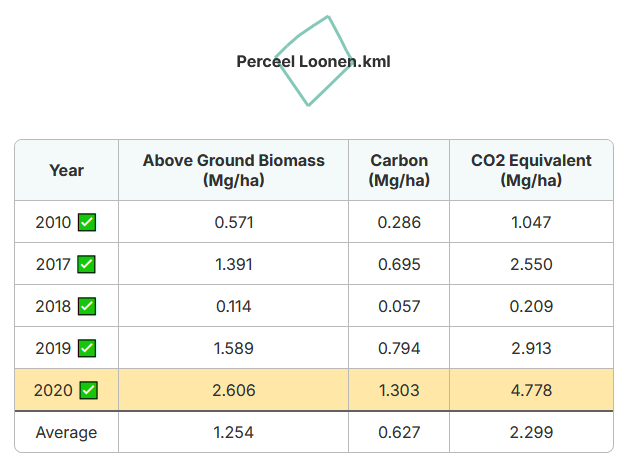 Perceel Loonen.kml
Year Above Ground Biomass (Mg/ha) Carbon (Mg/ha) CO2 Equivalent (Mg/ha)
2010 ✅ 0.571 0.286 1.047
2017 ✅ 1.391 0.695 2.550
2018 ✅ 0.114 0.057 0.209
2019 ✅ 1.589 0.794 2.913
2020 ✅ 2.606 1.303 4.778
Average 1.254 0.627 2.299